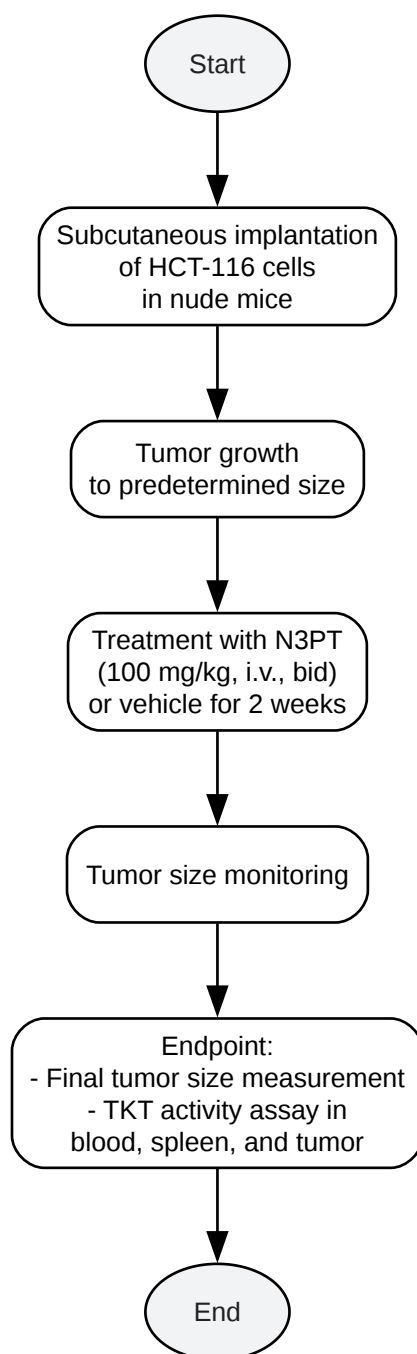 Start
Subcutaneous implantation
of HCT-116 cells
in nude mice
Tumor growth
to predetermined size
Treatment with N3PT
(100 mg/kg, i.v., bid)
or vehicle for 2 weeks
Tumor size monitoring
Endpoint:
- Final tumor size measurement
- TKT activity assay in
blood, spleen, and tumor
End